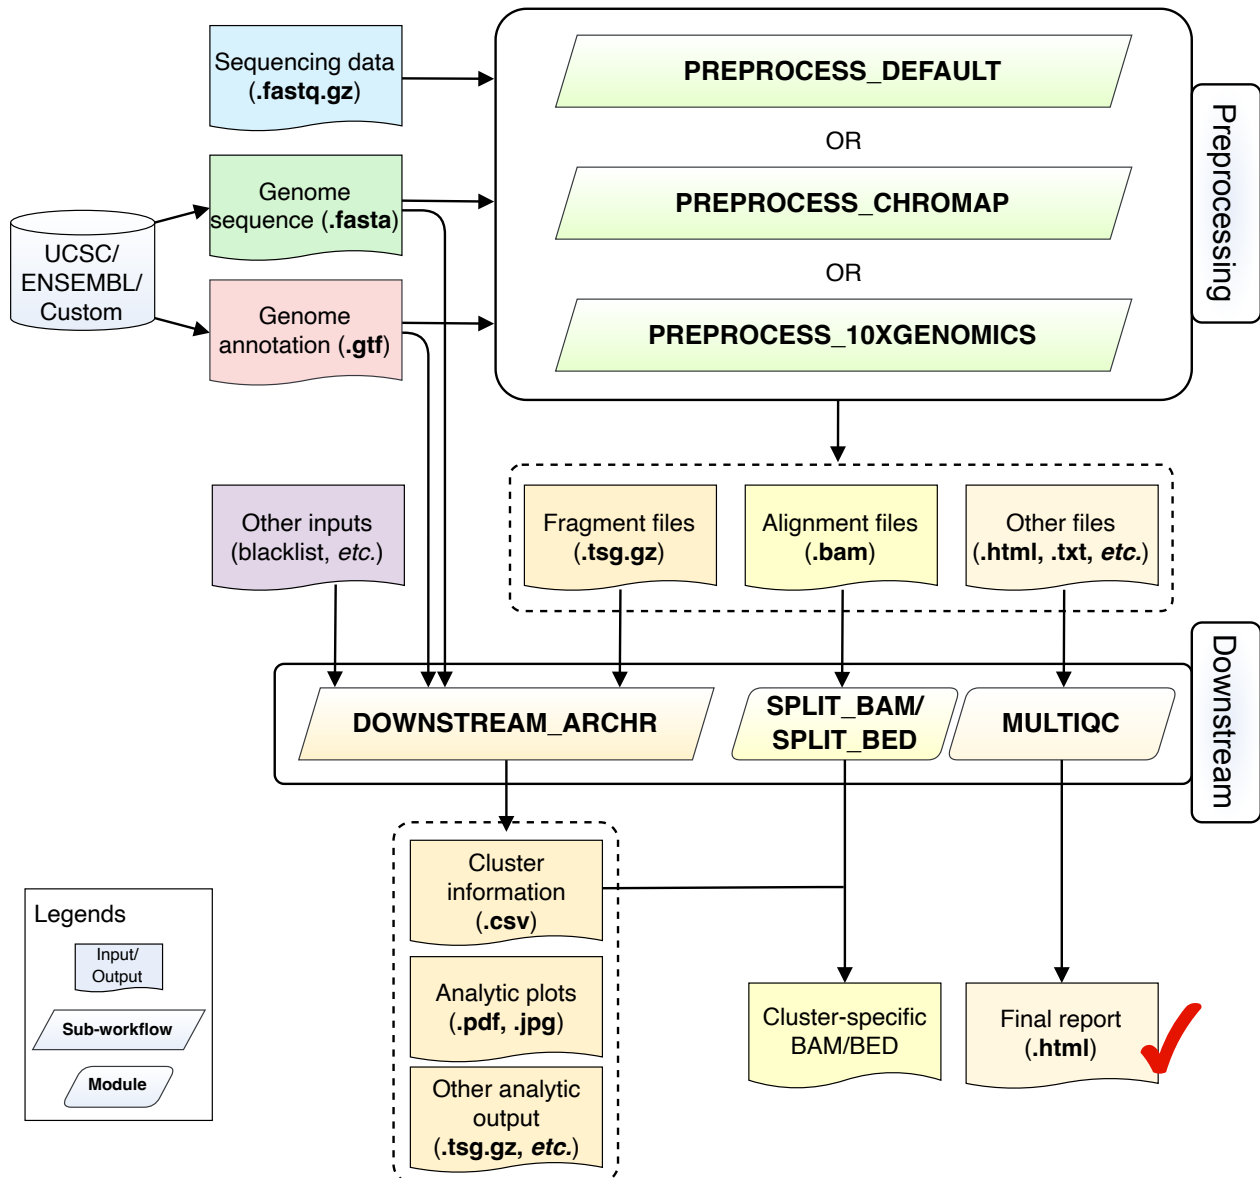 Sequencing data
(.fastq.gz)
PREPROCESS_DEFAULT
OR
Genome
sequence (.fasta)
PREPROCESS_CHROMAP
UCSC/
ENSEMBL/
Custom
OR
Genome
annotation (.gtf)
PREPROCESS_10XGENOMICS
Preprocessing
Other inputs
(blacklist, etc.)
Fragment files
(.tsg.gz)
Alignment files
(.bam)
Other files
(.html, .txt, etc.)
DOWNSTREAM_ARCHR
SPLIT_BAM/
SPLIT_BED
MULTIQC
Downstream
Cluster
information
(.csv)
Analytic plots
(.pdf, .jpg)
Other analytic
output
(.tsg.gz, etc.)
Cluster-specific
BAM/BED
Final report
(.html)
Legends
Input/
Output
Sub-workflow
Module